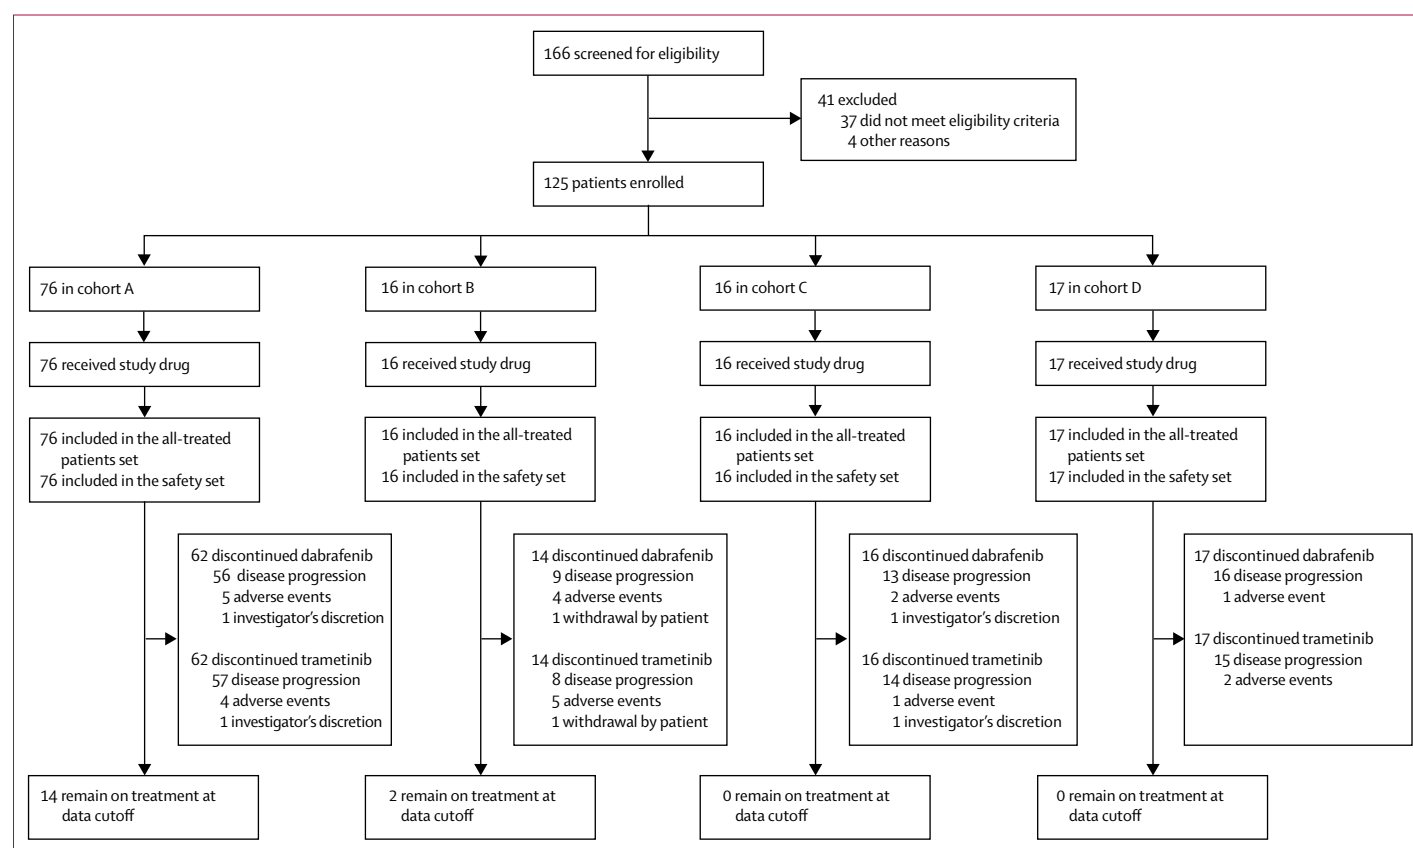 166 screened for eligibility
41 excluded
37 did not meet eligibility criteria
4 other reasons
125 patients enrolled
76 in cohort A
16 in cohort B
16 in cohort C
17 in cohort D
76 received study drug
16 received study drug
16 received study drug
17 received study drug
76 included in the all-treated
patients set
76 included in the safety set
16 included in the all-treated
patients set
16 included in the safety set
16 included in the all-treated
patients set
16 included in the safety set
17 included in the all-treated
patients set
17 included in the safety set
62 discontinued dabrafenib
56 disease progression
5 adverse events
1 investigator's discretion
62 discontinued trametinib
57 disease progression
4 adverse events
1 investigator's discretion
14 discontinued dabrafenib
9 disease progression
4 adverse events
1 withdrawal by patient
14 discontinued trametinib
8 disease progression
5 adverse events
1 withdrawal by patient
16 discontinued dabrafenib
13 disease progression
2 adverse events
1 investigator's discretion
16 discontinued trametinib
14 disease progression
1 adverse event
1 investigator's discretion
17 discontinued dabrafenib
16 disease progression
1 adverse event
17 discontinued trametinib
15 disease progression
2 adverse events
14 remain on treatment at
data cutoff
2 remain on treatment at
data cutoff
0 remain on treatment at
data cutoff
0 remain on treatment at
data cutoff